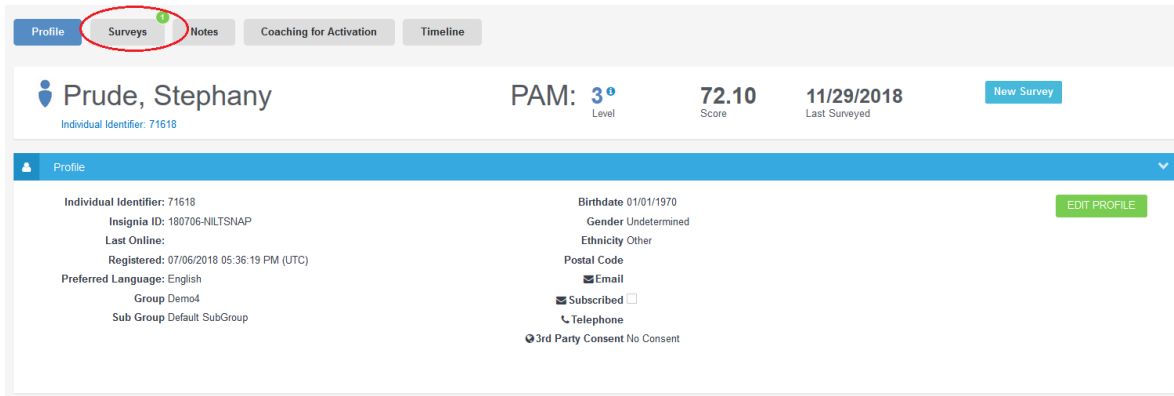 1
Profile
Surveys
Notes
Coaching for Activation
Timeline
Prude, Stephany
Individual Identifier: 71618
PAM:
3
Level
72.10
Score
11/29/2018
Last Surveyed
New Survey
Profile
Individual Identifier: 71618
Insignia ID: 180706-NILTSNAP
Last Online:
Registered: 07/06/2018 05:36:19 PM (UTC)
Preferred Language: English
Group Demo4
Sub Group Default SubGroup
Birthdate 01/01/1970
Gender Undetermined
Ethnicity Other
Postal Code
Email
Subscribed
Telephone
3rd Party Consent No Consent
EDIT PROFILE